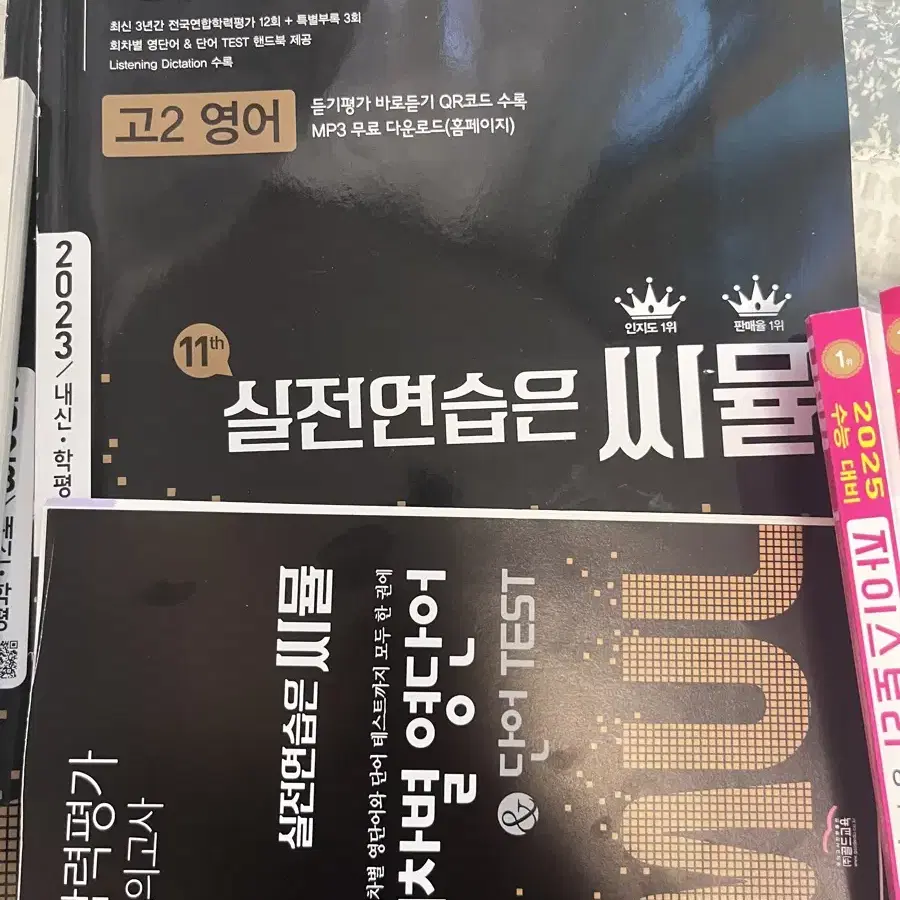 최신 3년간 전국연합학력평가 12회 + 특별부록 3회
회차별 영단어 & 단어 TEST 핸드북 제공
Listening Dictation 수록
고2 영어
듣기평가 바로듣기 QR코드 수록
MP3 무료 다운로드(홈페이지)
2023/내신·학평
인지도 1위
판매율 1위
11th
실전연습은 씨뮬
1위
2025
수능 대비
자이스토리
실전연습은 씨뮬
영단어와 단어 테스트까지 모두 한 권에
영단어
& 단어 TEST
력평가
의고사
(주)골드교육